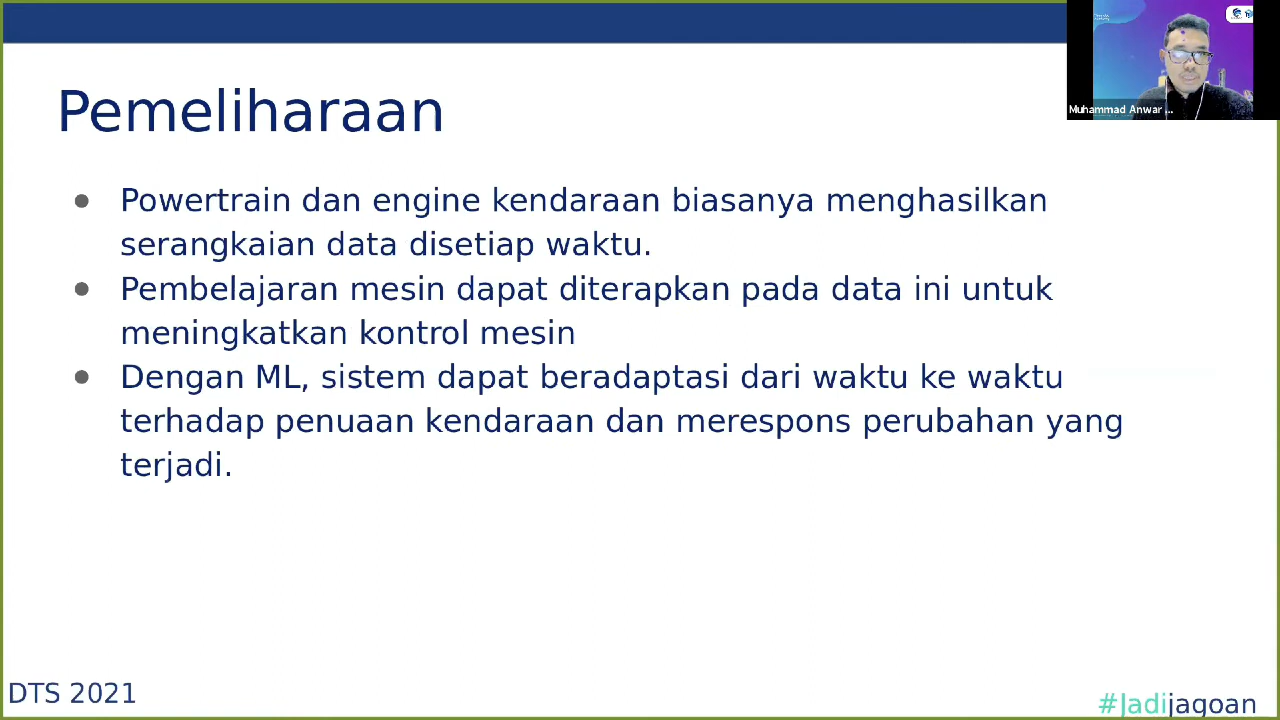 Pemeliharaan
Muhammad Anwar ...
● Powertrain dan engine kendaraan biasanya menghasilkan
serangkaian data disetiap waktu.
● Pembelajaran mesin dapat diterapkan pada data ini untuk
meningkatkan kontrol mesin
● Dengan ML, sistem dapat beradaptasi dari waktu ke waktu
terhadap penuaan kendaraan dan merespons perubahan yang
terjadi.
DTS 2021
#Jadijagoan